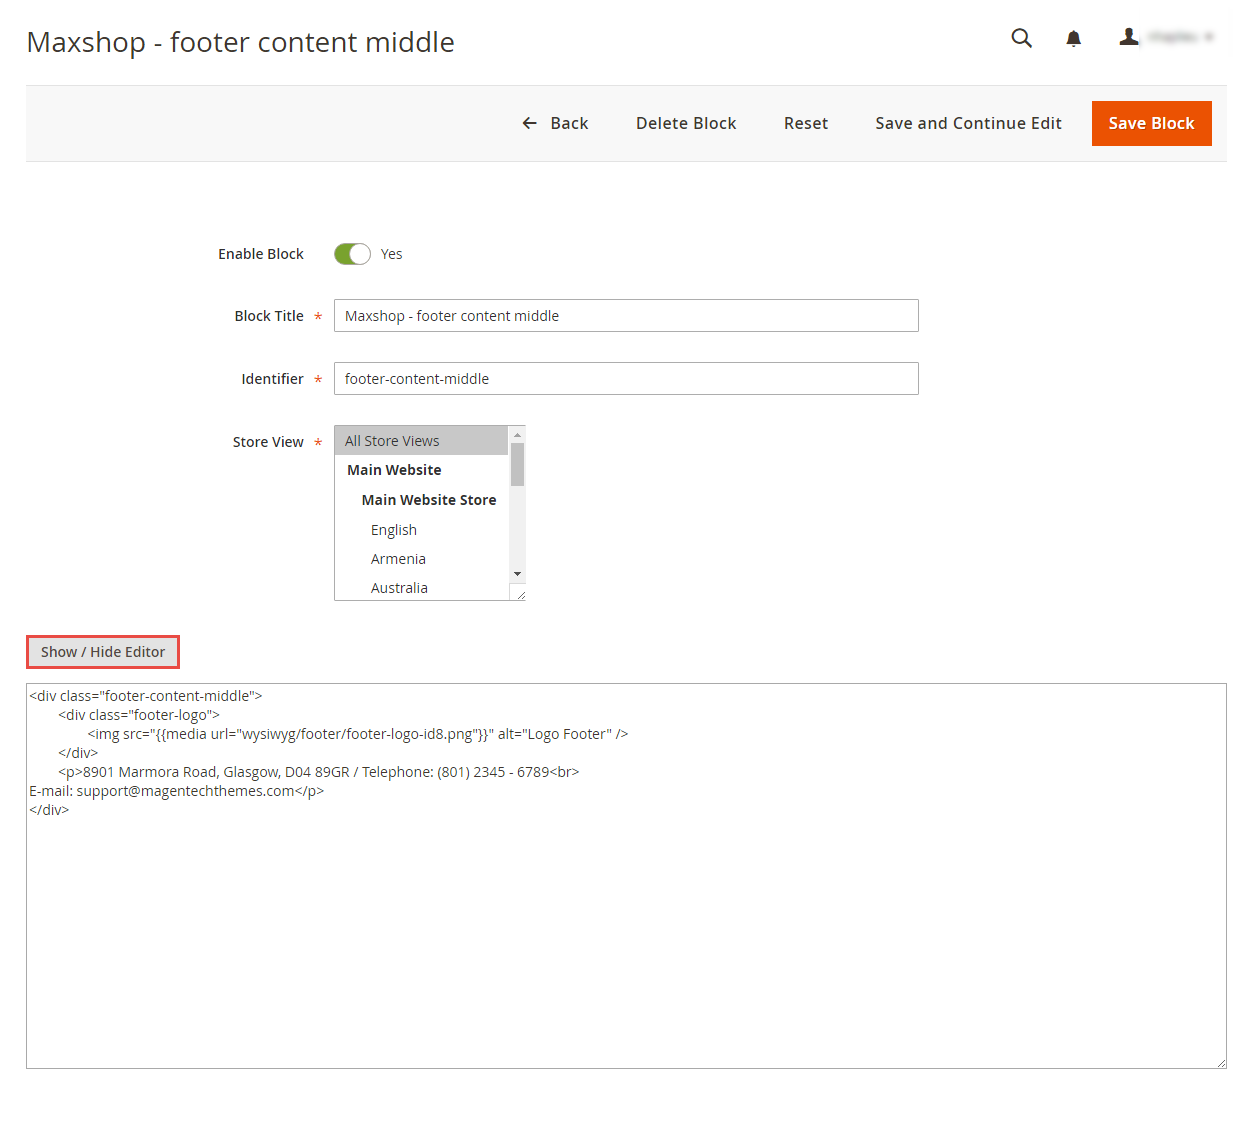 Maxshop - footer content middle
Back Delete Block Reset Save and Continue Edit Save Block
Enable Block Yes
Block Title * Maxshop - footer content middle
Identifier * footer-content-middle
Store View * All Store Views
Main Website
Main Website Store
English
Armenia
Australia
Show / Hide Editor
<div class="footer-content-middle">
<div class="footer-logo">
<img src="{{media url="wysiwyg/footer/footer-logo-id8.png"}}" alt="Logo Footer" />
</div>
<p>8901 Marmora Road, Glasgow, D04 89GR / Telephone: (801) 2345 - 6789<br>
E-mail: support@magentechthemes.com</p>
</div>